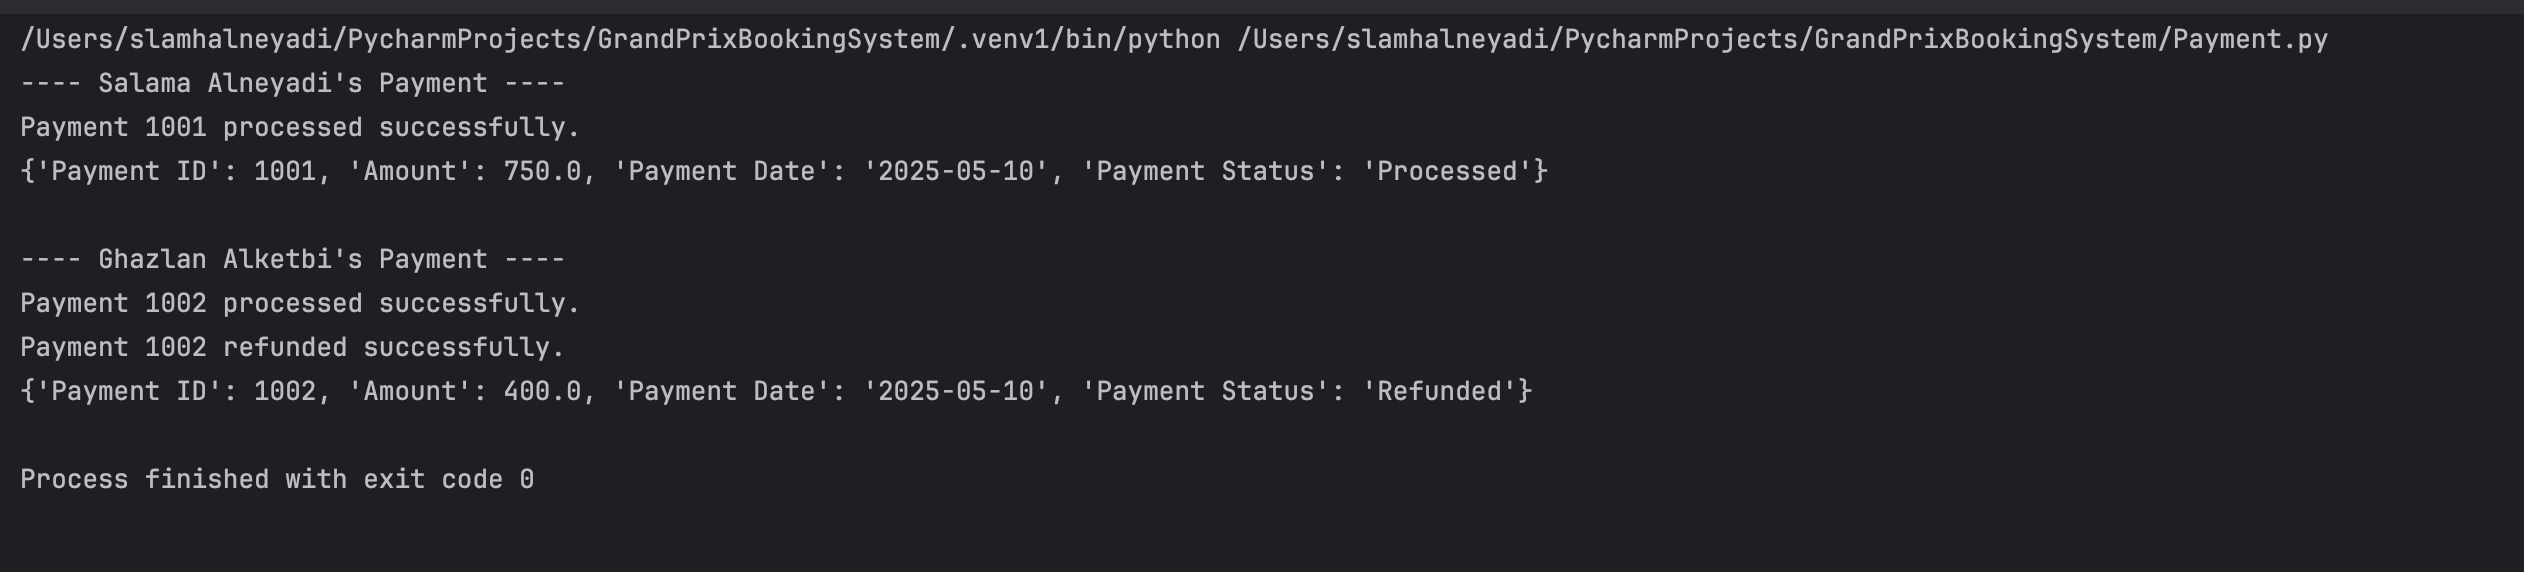 /Users/slamhalneyadi/PycharmProjects/GrandPrixBookingSystem/.venv1/bin/python /Users/slamhalneyadi/PycharmProjects/GrandPrixBookingSystem/Payment.py
---- Salama Alneyadi's Payment ----
Payment 1001 processed successfully.
{'Payment ID': 1001, 'Amount': 750.0, 'Payment Date': '2025-05-10', 'Payment Status': 'Processed'}
---- Ghazlan Alketbi's Payment ----
Payment 1002 processed successfully.
Payment 1002 refunded successfully.
{'Payment ID': 1002, 'Amount': 400.0, 'Payment Date': '2025-05-10', 'Payment Status': 'Refunded'}
Process finished with exit code 0